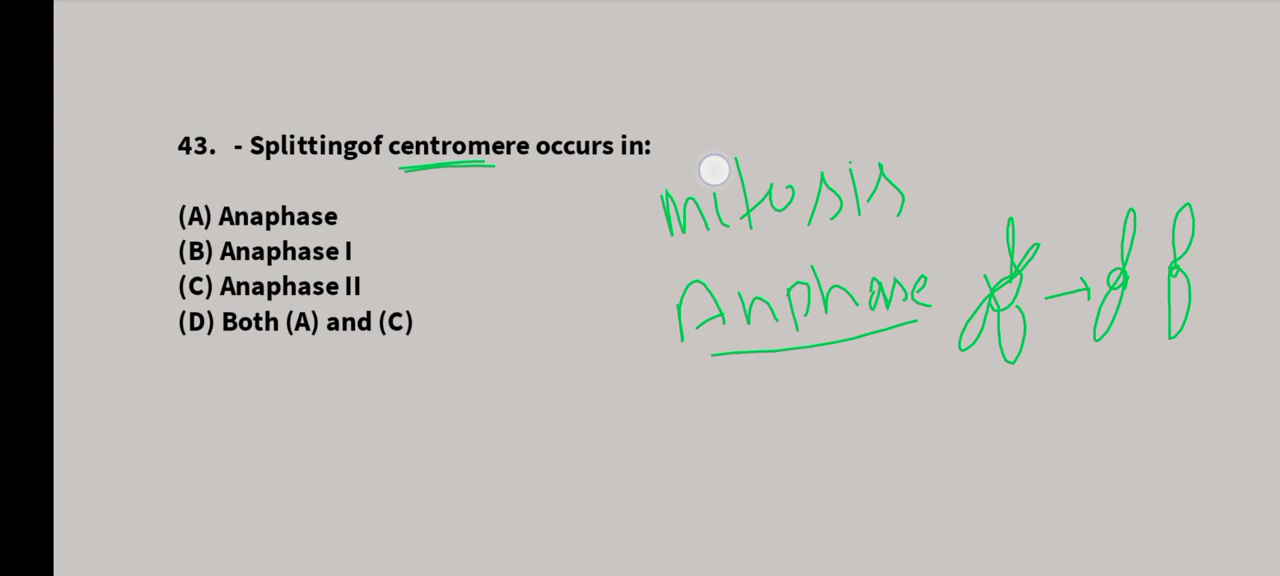 43. - Splittingof centromere occurs in:
(A) Anaphase
(B) Anaphase I
(C) Anaphase II
(D) Both (A) and (C)
mitosis
Anphase